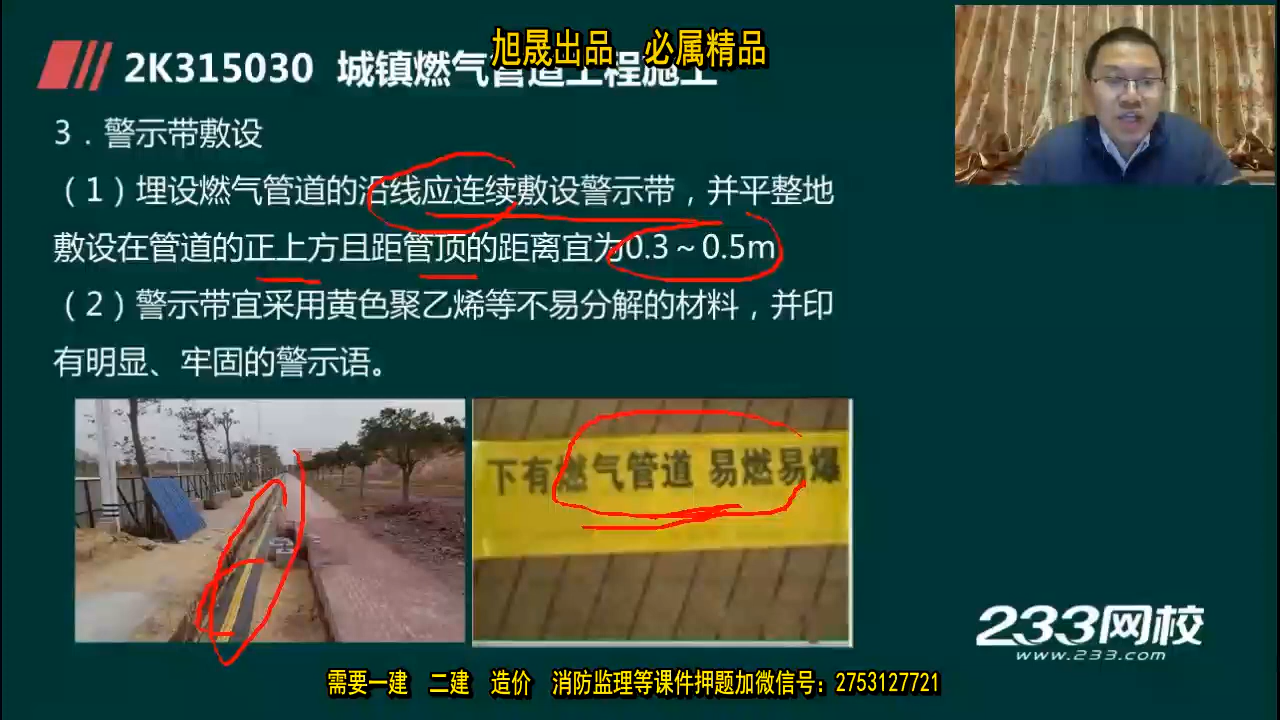 旭晟出品 必属精品
2K315030 城镇燃气管道工程施工
3．警示带敷设
（1）埋设燃气管道的沿线应连续敷设警示带，并平整地
敷设在管道的正上方且距管顶的距离宜为0.3～0.5m
（2）警示带宜采用黄色聚乙烯等不易分解的材料，并印
有明显、牢固的警示语。
下有燃气管道 易燃易爆
233网校
www.233.com
需要一建 二建 造价 消防监理等课件押题加微信号：2753127721